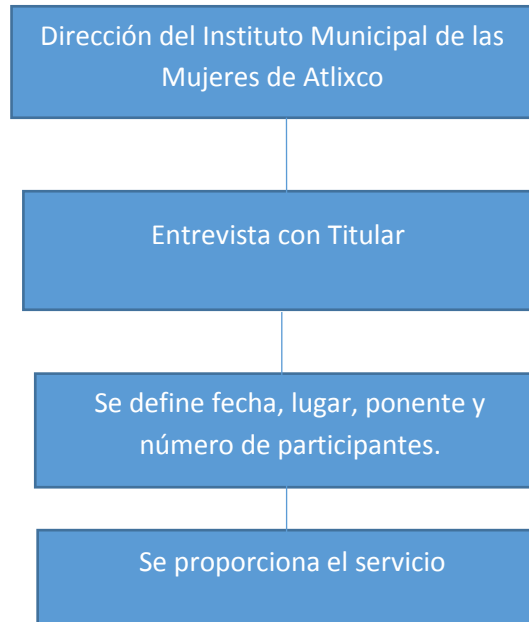 Dirección del Instituto Municipal de las
Mujeres de Atlixco
Entrevista con Titular
Se define fecha, lugar, ponente y
número de participantes.
Se proporciona el servicio